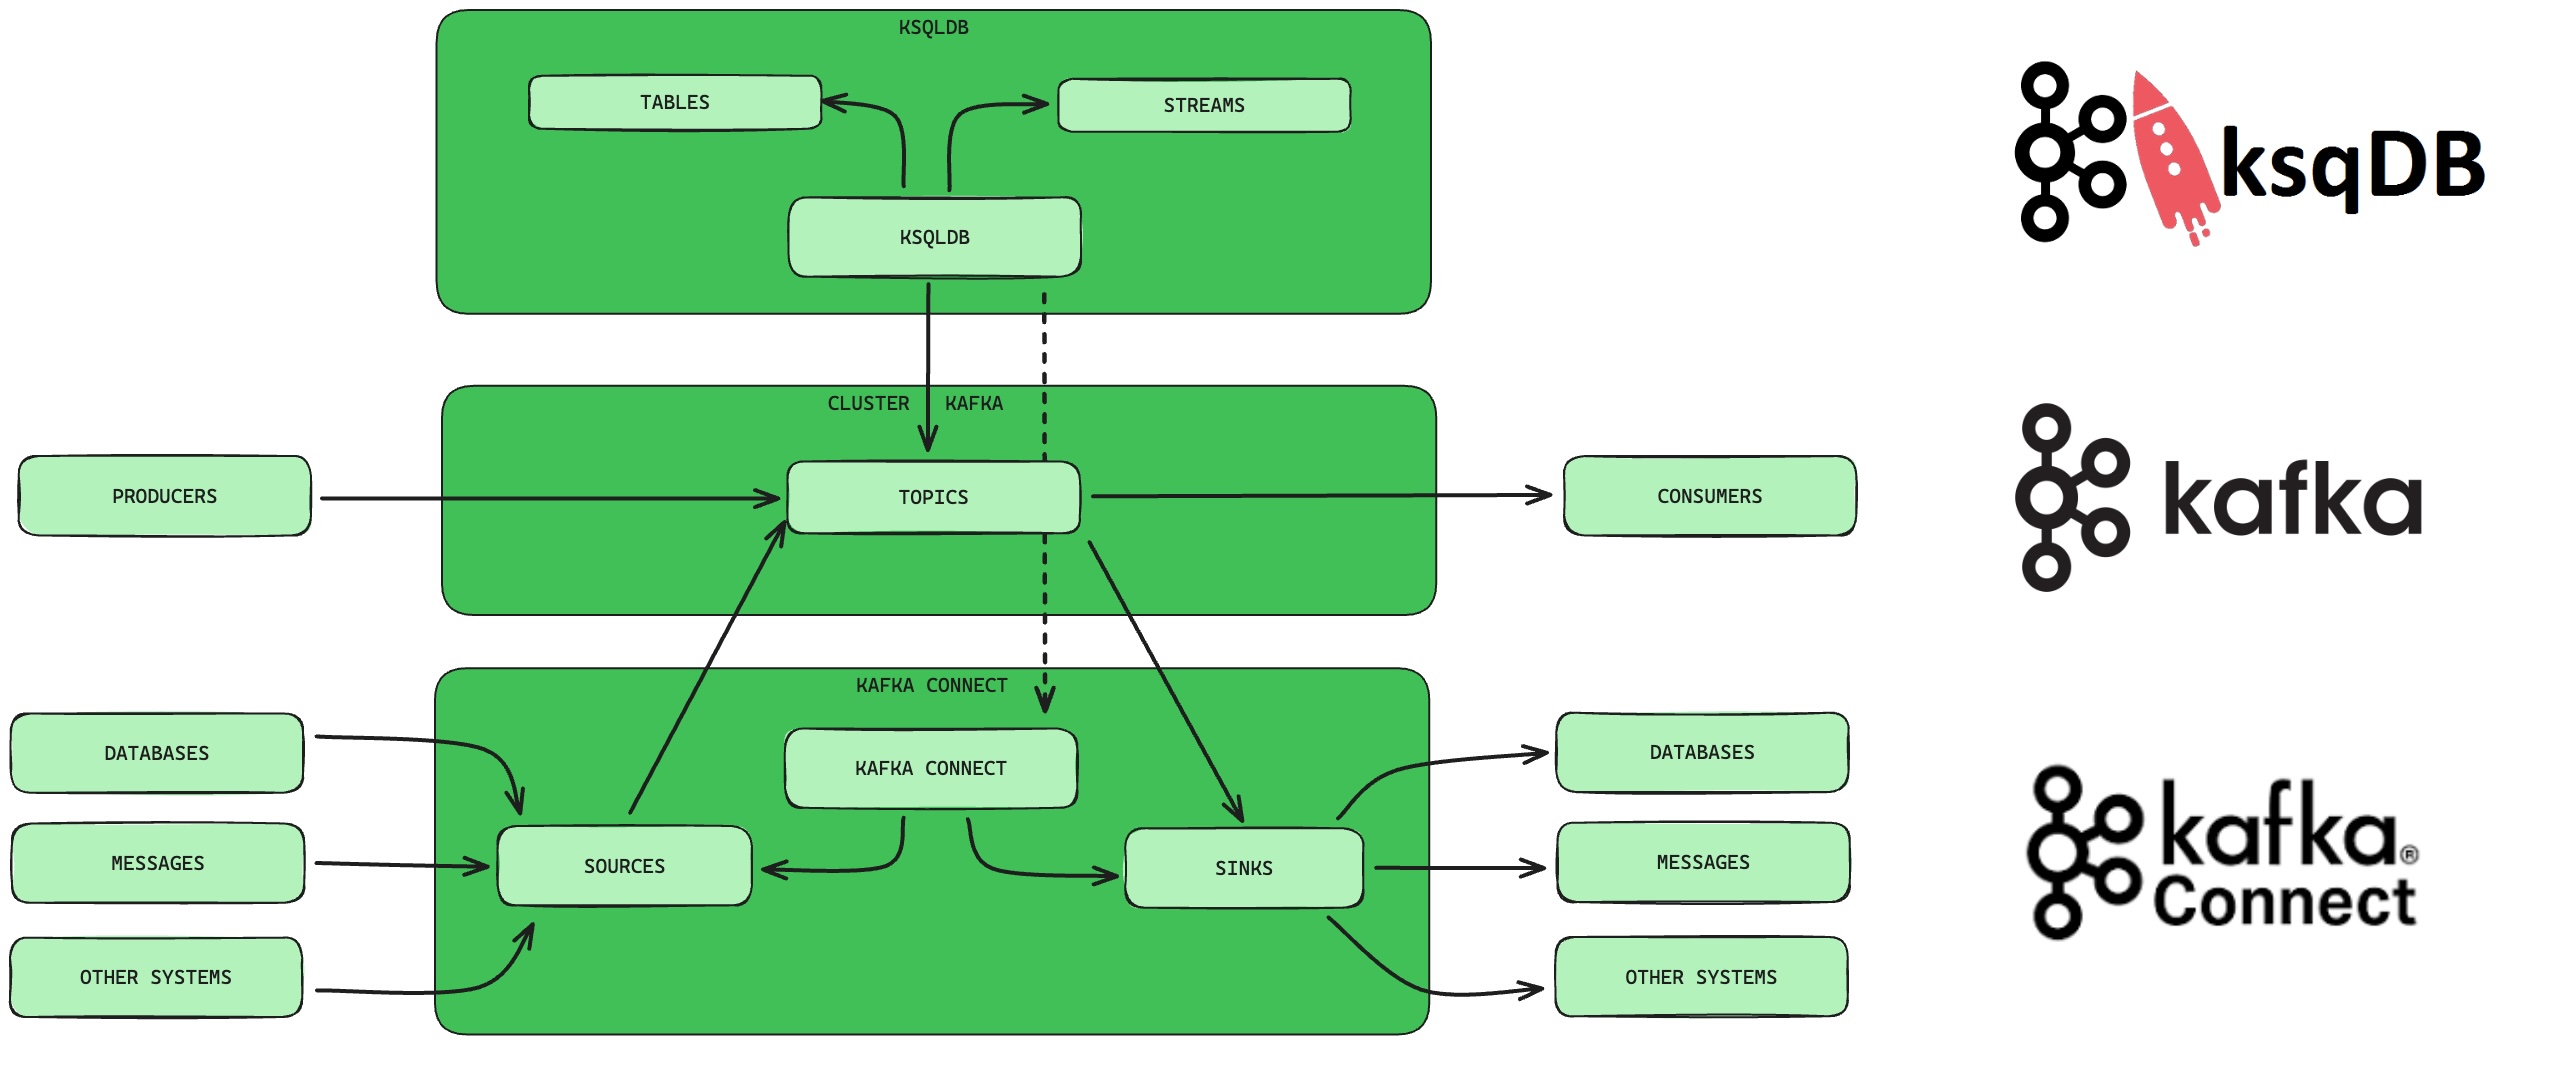 KSQLDB
TABLES
STREAMS
KSQLDB
ksqDB
CLUSTER KAFKA
PRODUCERS
TOPICS
CONSUMERS
kafka
KAFKA CONNECT
DATABASES
KAFKA CONNECT
DATABASES
MESSAGES
SOURCES
SINKS
MESSAGES
OTHER SYSTEMS
OTHER SYSTEMS
kafka®
Connect